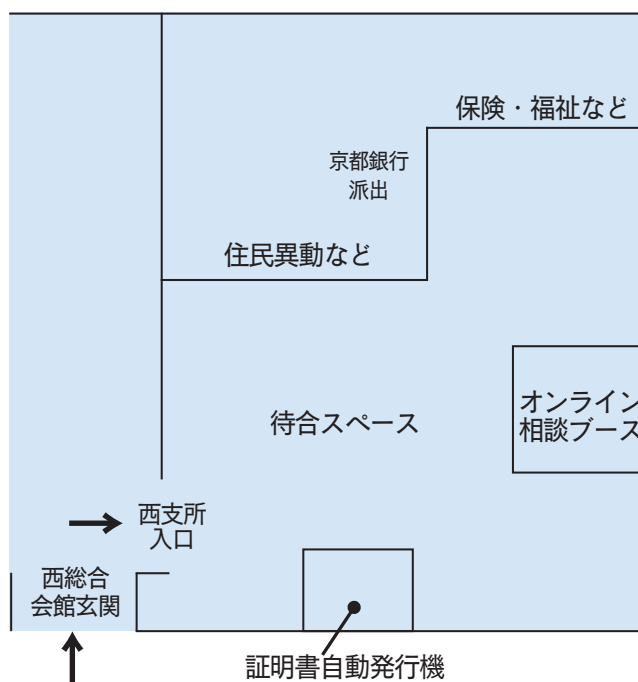 保険・福祉など
京都銀行
派出
住民異動など
オンライン
相談ブース
待合スペース
西支所
入口
西総合
会館玄関
証明書自動発行機